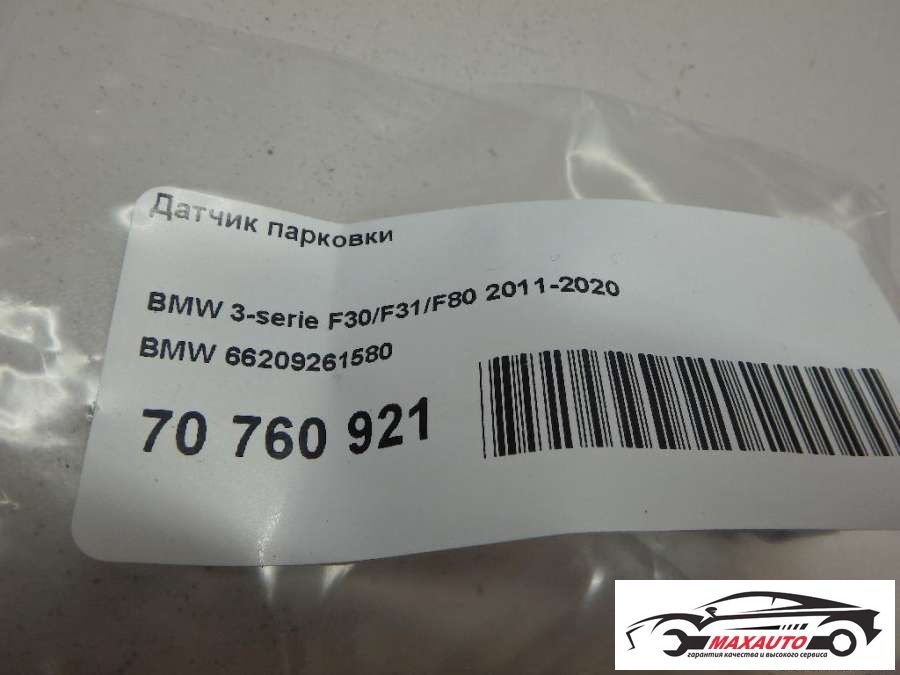 Датчик парковки
BMW 3-serie F30/F31/F80 2011-2020
BMW 66209261580
70 760 921
MAXAUTO
гарантия качества и высокого сервиса